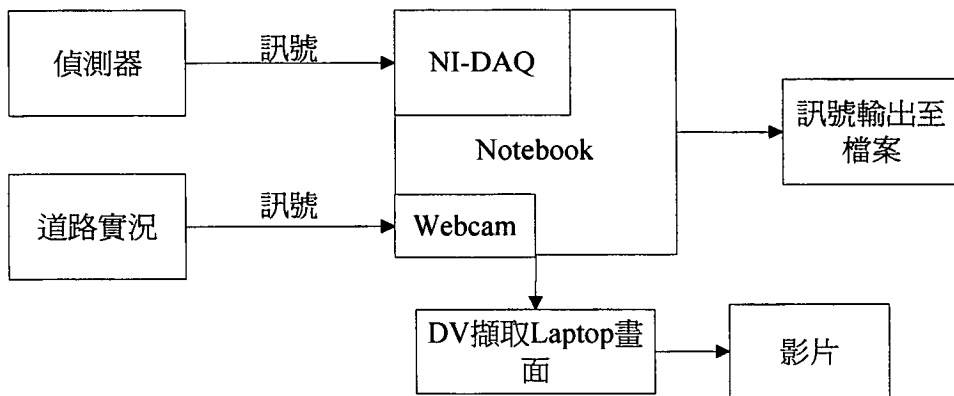 偵測器
訊號
NI-DAQ
Notebook
訊號輸出至
檔案
道路實況
訊號
Webcam
DV擷取Laptop畫
面
影片